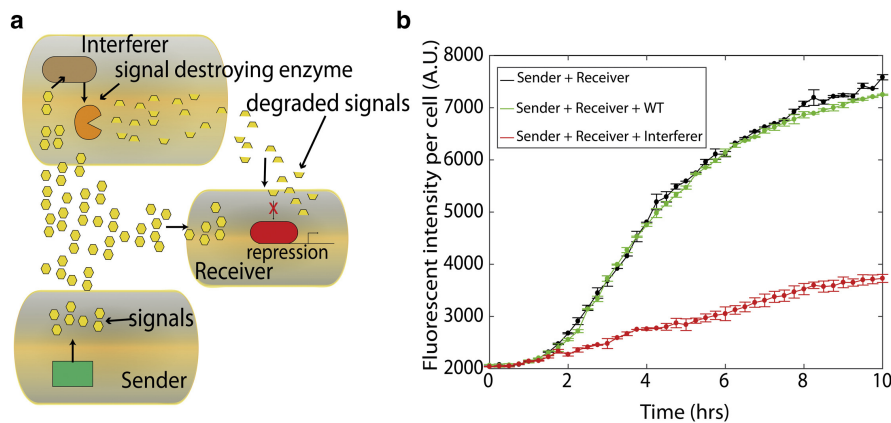 a
Interferer
signal destroying enzyme
degraded signals
X
repression
Receiver
signals
Sender
b
8000
7000
6000
5000
4000
3000
2000
Fluorescent intensity per cell (A.U.)
Sender + Receiver
Sender + Receiver + WT
Sender + Receiver + Interferer
0 2 4 6 8 10
Time (hrs)